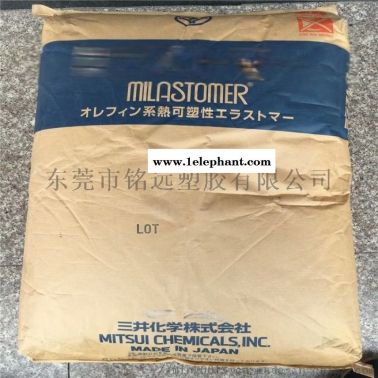 MILASTOMER®
オレフィン系熱可塑性エラストマー
www.1elephant.com
东莞市铭远塑胶有限公司
LOT
三井化学株式会社
MITSUI CHEMICALS, INC.
MADE IN JAPAN